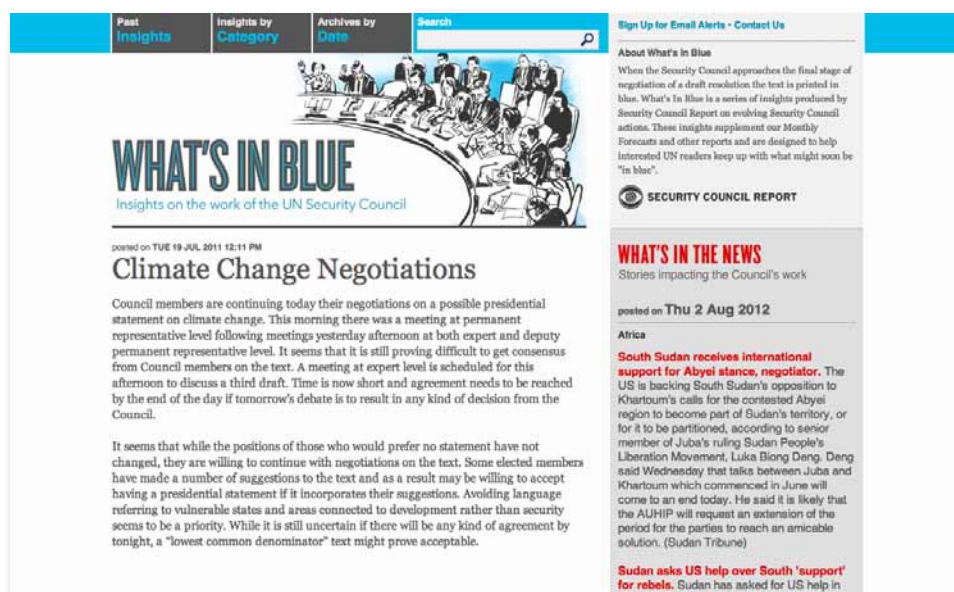 Past
Insights
Insights by
Category
Archives by
Date
Search
WHAT'S IN BLUE
Insights on the work of the UN Security Council
posted on TUE 19 JUL 2011 12:11 PM
Climate Change Negotiations
Council members are continuing today their negotiations on a possible presidential
statement on climate change. This morning there was a meeting at permanent
representative level following meetings yesterday afternoon at both expert and deputy
permanent representative level. It seems that it is still proving difficult to get consensus
from Council members on the text. A meeting at expert level is scheduled for this
afternoon to discuss a third draft. Time is now short and agreement needs to be reached
by the end of the day if tomorrow's debate is to result in any kind of decision from the
Council.
It seems that while the positions of those who would prefer no statement have not
changed, they are willing to continue with negotiations on the text. Some elected members
have made a number of suggestions to the text and as a result may be willing to accept
having a presidential statement if it incorporates their suggestions. Avoiding language
referring to vulnerable states and areas connected to development rather than security
seems to be a priority. While it is still uncertain if there will be any kind of agreement by
tonight, a "lowest common denominator" text might prove acceptable.
Sign Up for Email Alerts • Contact Us
About What's in Blue
When the Security Council approaches the final stage of
negotiation of a draft resolution the text is printed in
blue. What's In Blue is a series of insights produced by
Security Council Report on evolving Security Council
actions. These insights supplement our Monthly
Forecasts and other reports and are designed to help
interested UN readers keep up with what might soon be
"in blue".
SECURITY COUNCIL REPORT
WHAT'S IN THE NEWS
Stories impacting the Council's work
posted on Thu 2 Aug 2012
Africa
South Sudan receives international
support for Abyei stance, negotiator. The
US is backing South Sudan's opposition to
Khartoum's calls for the contested Abyei
region to become part of Sudan's territory, or
for it to be partitioned, according to senior
member of Juba's ruling Sudan People's
Liberation Movement, Luka Biong Deng. Deng
said Wednesday that talks between Juba and
Khartoum which commenced in June will
come to an end today. He said it is likely that
the AUHIP will request an extension of the
period for the parties to reach an amicable
solution. (Sudan Tribune)
Sudan asks US help over South 'support'
for rebels. Sudan has asked for US help in